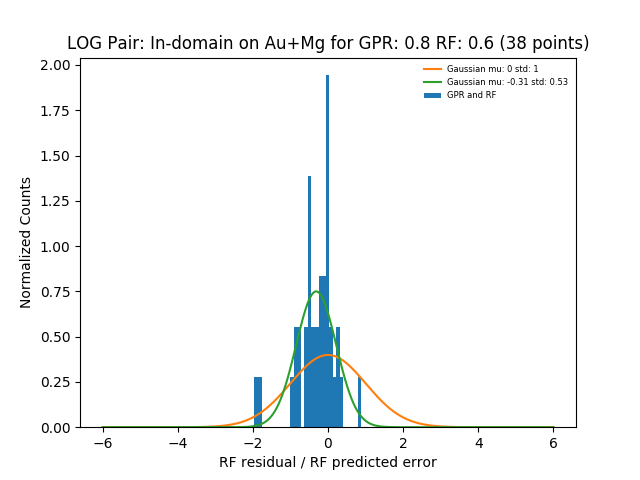 LOG Pair: In-domain on Au+Mg for GPR: 0.8 RF: 0.6 (38 points)
Gaussian mu: 0 std: 1
Gaussian mu: -0.31 std: 0.53
GPR and RF
2.00
1.75
1.50
1.25
1.00
0.75
0.50
0.25
0.00
Normalized Counts
−6
−4
−2
0
2
4
6
RF residual / RF predicted error